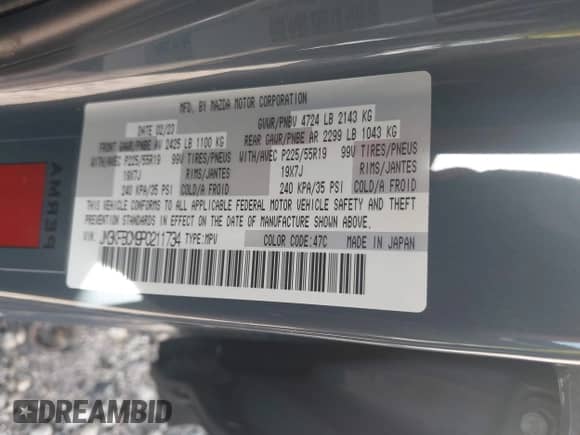 MFD. BY MAZDA MOTOR CORPORATION
DATE 02/23 GVWR/PNBV 4724 LB 2143 KG
FRONT GAWR/PNBE AV 2425 LB 1100 KG REAR GAWR/PNBE AR 2299 LB 1043 KG
WITH/AVEC P225/55R19 99V TIRES/PNEUS WITH/AVEC P225/55R19 99V TIRES/PNEUS
19X7J RIMS/JANTES 19X7J RIMS/JANTES
240 KPA/35 PSI COLD/A FROID 240 KPA/35 PSI COLD/A FROID
THIS VEHICLE CONFORMS TO ALL APPLICABLE FEDERAL MOTOR VEHICLE SAFETY AND THEFT
PREVENTION STANDARDS IN EFFECT ON THE DATE OF MANUFACTURE SHOWN ABOVE.
VIN: JM3KFBCM9P0211734 TYPE:MPV COLOR CODE:47C MADE IN JAPAN
DREAMBID